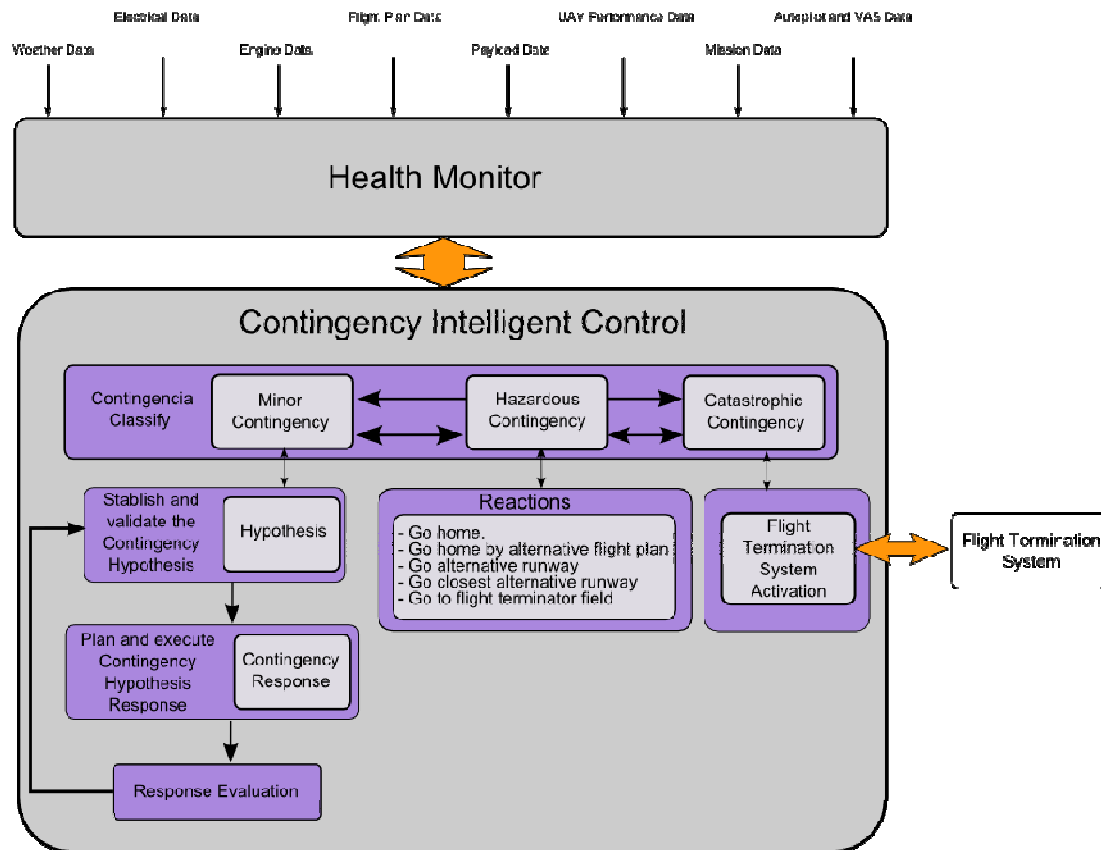 Electrical Data
Flight Plan Data
UAV Performance Data
Autopilot and VAS Data
Weather Data
Engine Data
Payload Data
Mission Data
Health Monitor
Contingency Intelligent Control
Contingencia
Classify
Minor
Contingency
Hazardous
Contingency
Catastrophic
Contingency
Stablish and
validate the
Contingency
Hypothesis
Hypothesis
Reactions
- Go home.
- Go home by alternative flight plan
- Go alternative runway
- Go closest alternative runway
- Go to flight terminator field
Flight
Termination
System
Activation
Flight Tormination
System
Plan and execute
Contingency
Hypothesis
Response
Contingency
Response
Response Evaluation